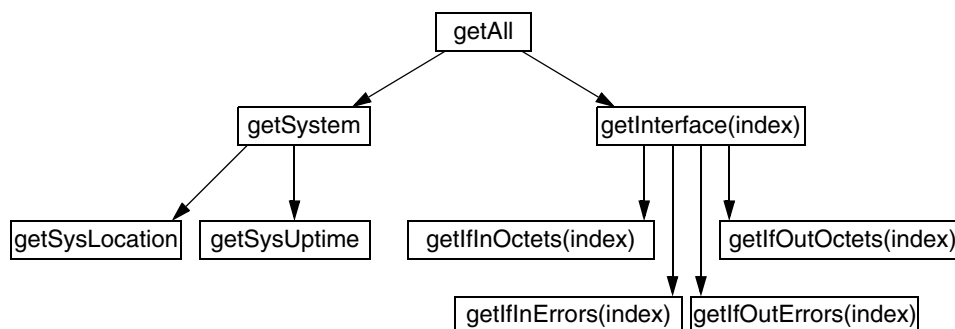 getAll
getSystem
getInterface(index)
getSysLocation
getSysUptime
getIfInOctets(index)
getIfOutOctets(index)
getIfInErrors(index)
getIfOutErrors(index)